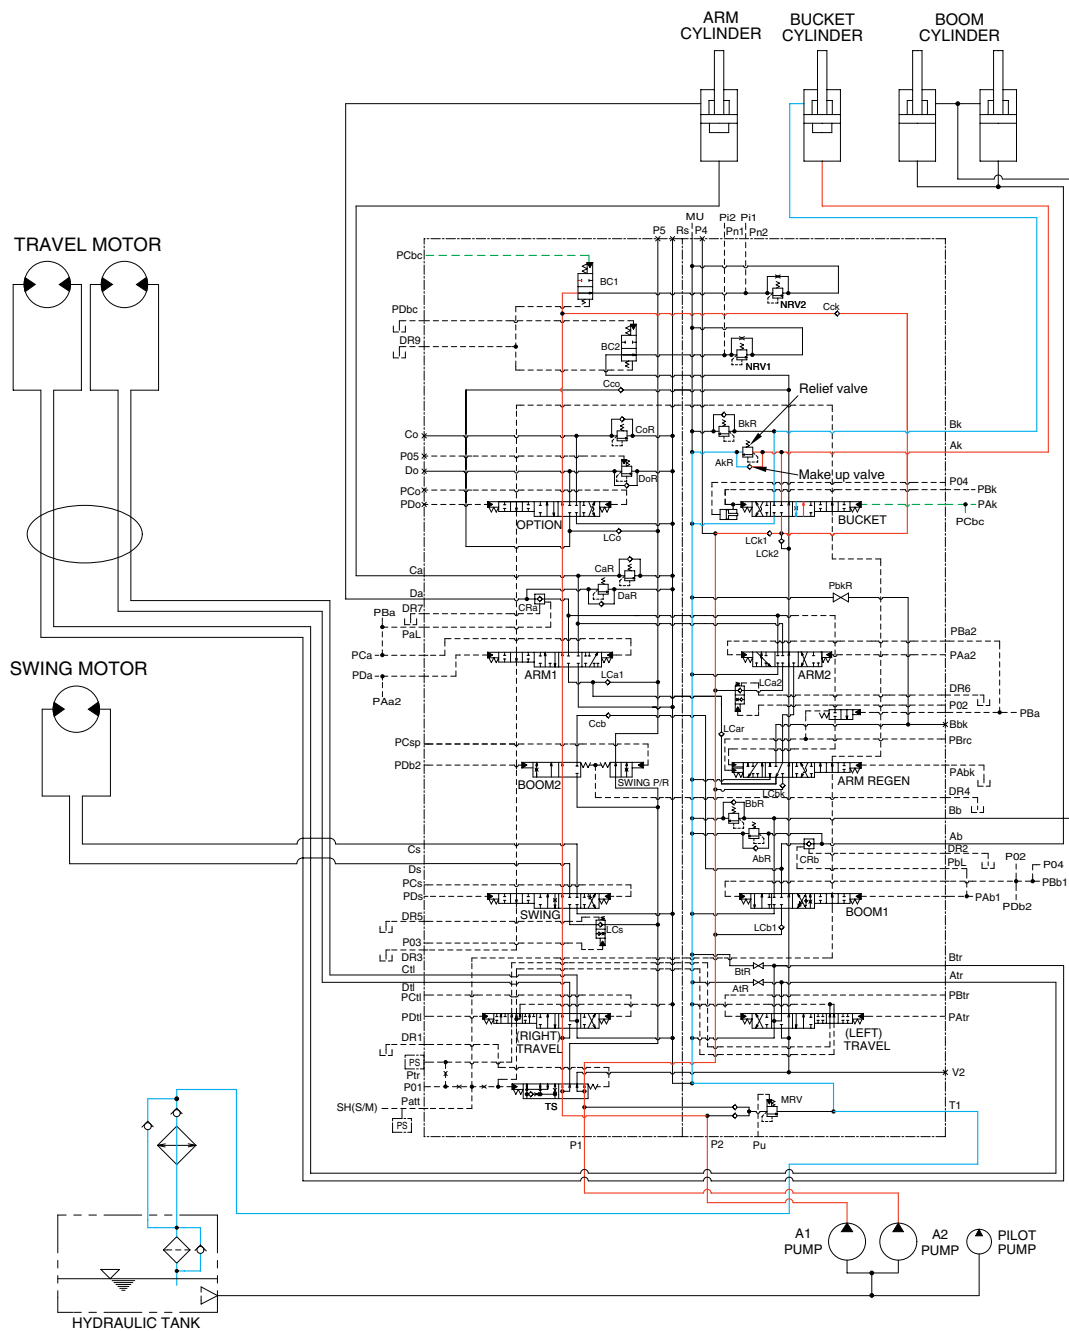 ARM
CYLINDER
BUCKET
CYLINDER
BOOM
CYLINDER
TRAVEL MOTOR
MU
Pi2
Pi1
P5
Rs
P4
Pn1
Pn2
PCbc
BC1
NRV2
Cck
PDbc
DR9
BC2
NRV1
Cco
Relief valve
Co
CoR
BkR
Bk
Ak
P05
Do
DoR
AkR
Make up valve
P04
PCo
PBk
PDo
OPTION
BUCKET
PAk
PCbc
LCo
LCk1
LCk2
Ca
CaR
Da
DaR
PbkR
DR7
CRa
PBa
PaL
PBa2
PCa
PAa2
SWING MOTOR
PDa
ARM1
LCa1
ARM2
PAa2
LCa2
DR6
P02
PBa
Ccb
LCar
Bbk
PCsp
PBrc
PDb2
BOOM2
SWING P/R
ARM REGEN
PAbk
LCbk
DR4
BbR
Bb
Cs
AbR
CRb
Ab
DR2
Ds
PbL
P02
P04
PCs
PBb1
PDs
SWING
BOOM1
PAb1
PDb2
DR5
LCs
LCb1
P03
DR3
Ctl
BtR
Btr
Dtl
AtR
Atr
PCtl
PBtr
PDtl
(RIGHT)
TRAVEL
(LEFT)
TRAVEL
PAtr
DR1
PS
Ptr
V2
P01
TS
MRV
Patt
SH(S/M)
T1
PS
P1
P2
Pu
A1
PUMP
A2
PUMP
PILOT
PUMP
HYDRAULIC TANK